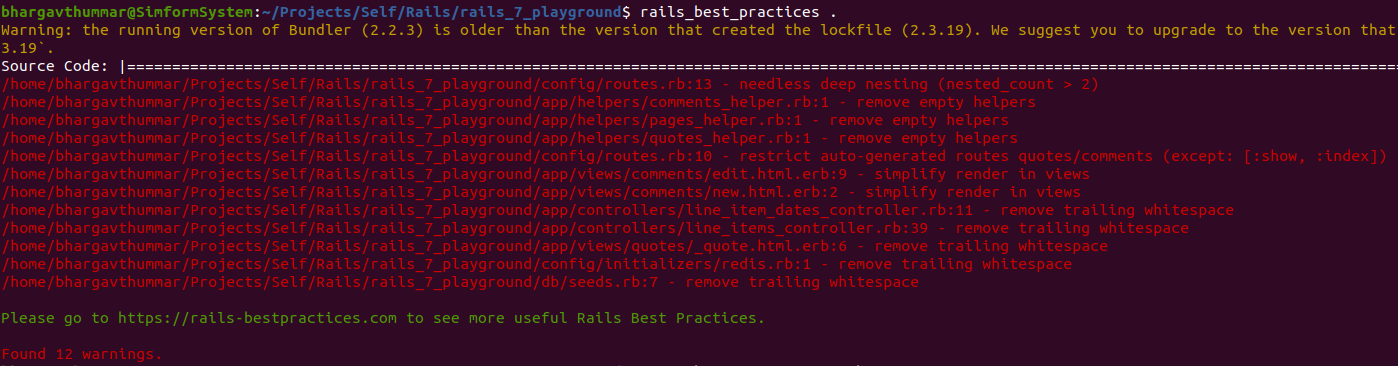 bhargavthummar@SimformSystem:~/Projects/Self/Rails/rails_7_playground$ rails_best_practices .
Warning: the running version of Bundler (2.2.3) is older than the version that created the lockfile (2.3.19). We suggest you to upgrade to the version that
3.19`.
Source Code: |==============================================================================================================================================
/home/bhargavthummar/Projects/Self/Rails/rails_7_playground/config/routes.rb:13 - needless deep nesting (nested_count > 2)
/home/bhargavthummar/Projects/Self/Rails/rails_7_playground/app/helpers/comments_helper.rb:1 - remove empty helpers
/home/bhargavthummar/Projects/Self/Rails/rails_7_playground/app/helpers/pages_helper.rb:1 - remove empty helpers
/home/bhargavthummar/Projects/Self/Rails/rails_7_playground/app/helpers/quotes_helper.rb:1 - remove empty helpers
/home/bhargavthummar/Projects/Self/Rails/rails_7_playground/config/routes.rb:10 - restrict auto-generated routes quotes/comments (except: [:show, :index])
/home/bhargavthummar/Projects/Self/Rails/rails_7_playground/app/views/comments/edit.html.erb:9 - simplify render in views
/home/bhargavthummar/Projects/Self/Rails/rails_7_playground/app/views/comments/new.html.erb:2 - simplify render in views
/home/bhargavthummar/Projects/Self/Rails/rails_7_playground/app/controllers/line_item_dates_controller.rb:11 - remove trailing whitespace
/home/bhargavthummar/Projects/Self/Rails/rails_7_playground/app/controllers/line_items_controller.rb:39 - remove trailing whitespace
/home/bhargavthummar/Projects/Self/Rails/rails_7_playground/app/views/quotes/_quote.html.erb:6 - remove trailing whitespace
/home/bhargavthummar/Projects/Self/Rails/rails_7_playground/config/initializers/redis.rb:1 - remove trailing whitespace
/home/bhargavthummar/Projects/Self/Rails/rails_7_playground/db/seeds.rb:7 - remove trailing whitespace
Please go to https://rails-bestpractices.com to see more useful Rails Best Practices.
Found 12 warnings.